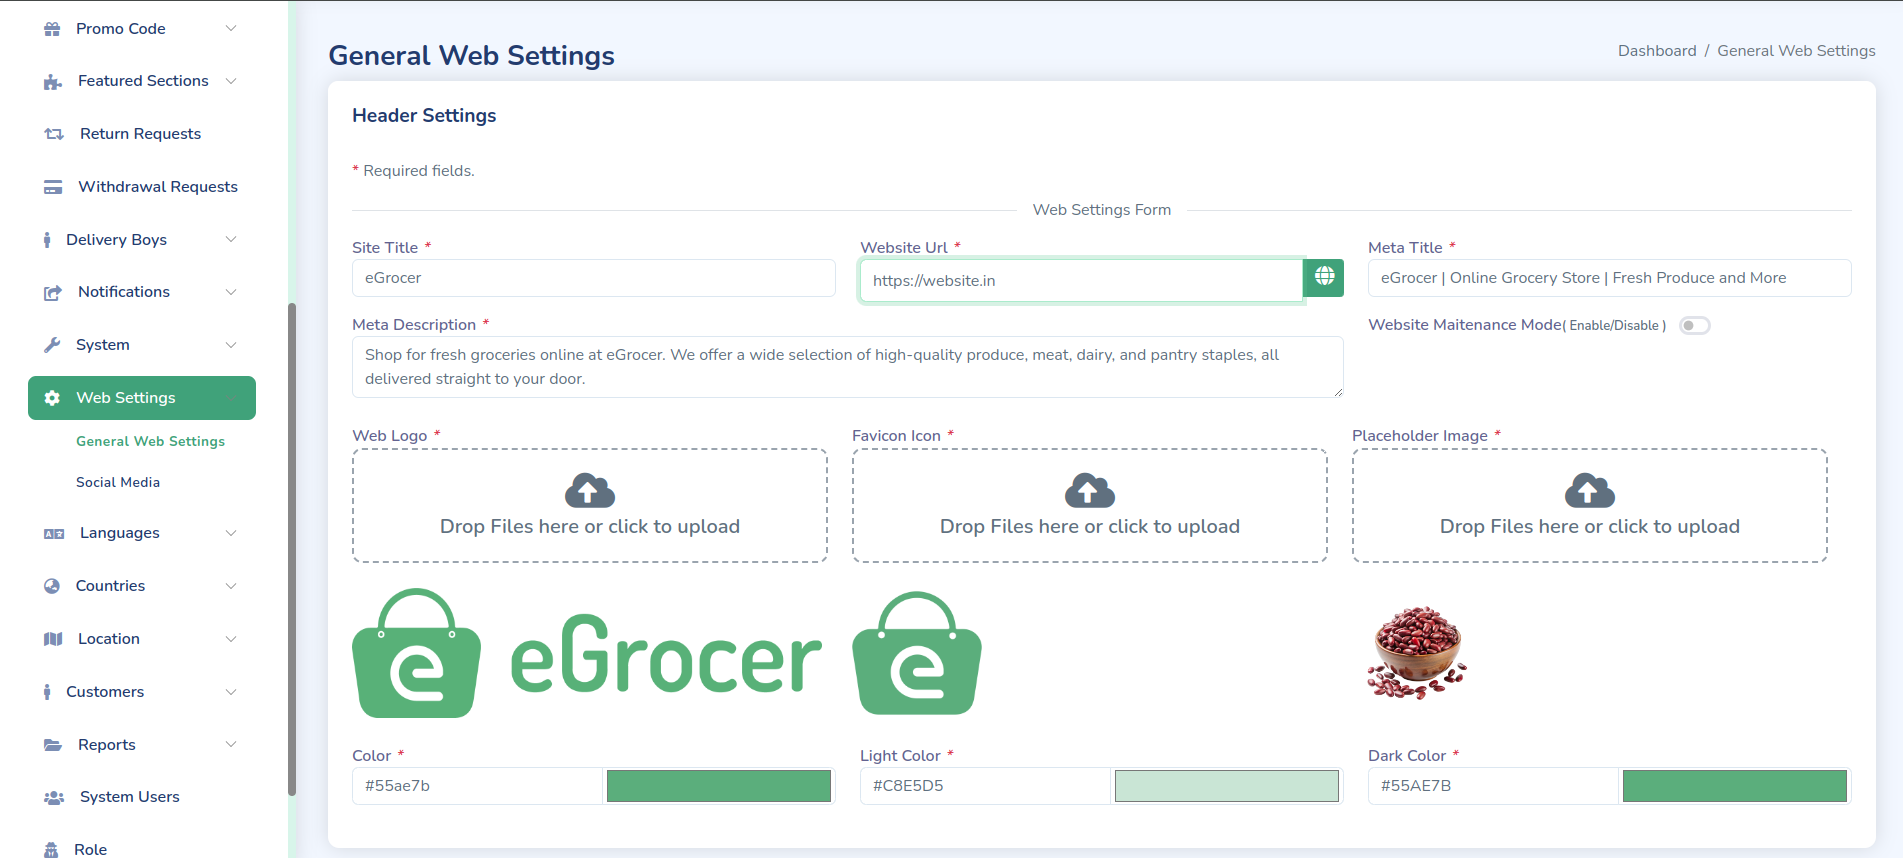 Promo Code
Featured Sections
Return Requests
Withdrawal Requests
Delivery Boys
Notifications
System
Web Settings
General Web Settings
Social Media
Languages
Countries
Location
Customers
Reports
System Users
Role
General Web Settings
Dashboard / General Web Settings
Header Settings
* Required fields.
Web Settings Form
Site Title *
eGrocer
Website Url *
https://website.in
Meta Title *
eGrocer | Online Grocery Store | Fresh Produce and More
Meta Description *
Shop for fresh groceries online at eGrocer. We offer a wide selection of high-quality produce, meat, dairy, and pantry staples, all
delivered straight to your door.
Website Maitenance Mode( Enable/Disable )
Web Logo *
Drop Files here or click to upload
Favicon Icon *
Drop Files here or click to upload
Placeholder Image *
Drop Files here or click to upload
e eGrocer
e
Color *
#55ae7b
Light Color *
#C8E5D5
Dark Color *
#55AE7B